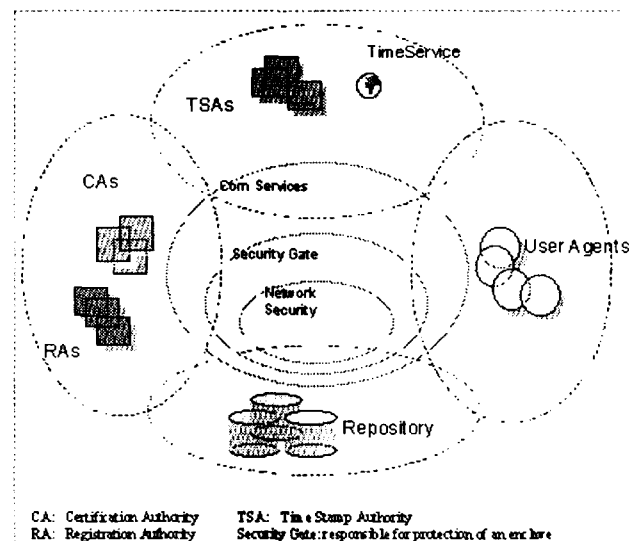 TimeService
TSAs
CAs
Com Services
User Agents
Security Gate
Network
Security
RAs
Repository
CA: Certification Authority TSA: Time Stamp Authority
RA: Registration Authority Security Gate: responsible for protection of an enclave